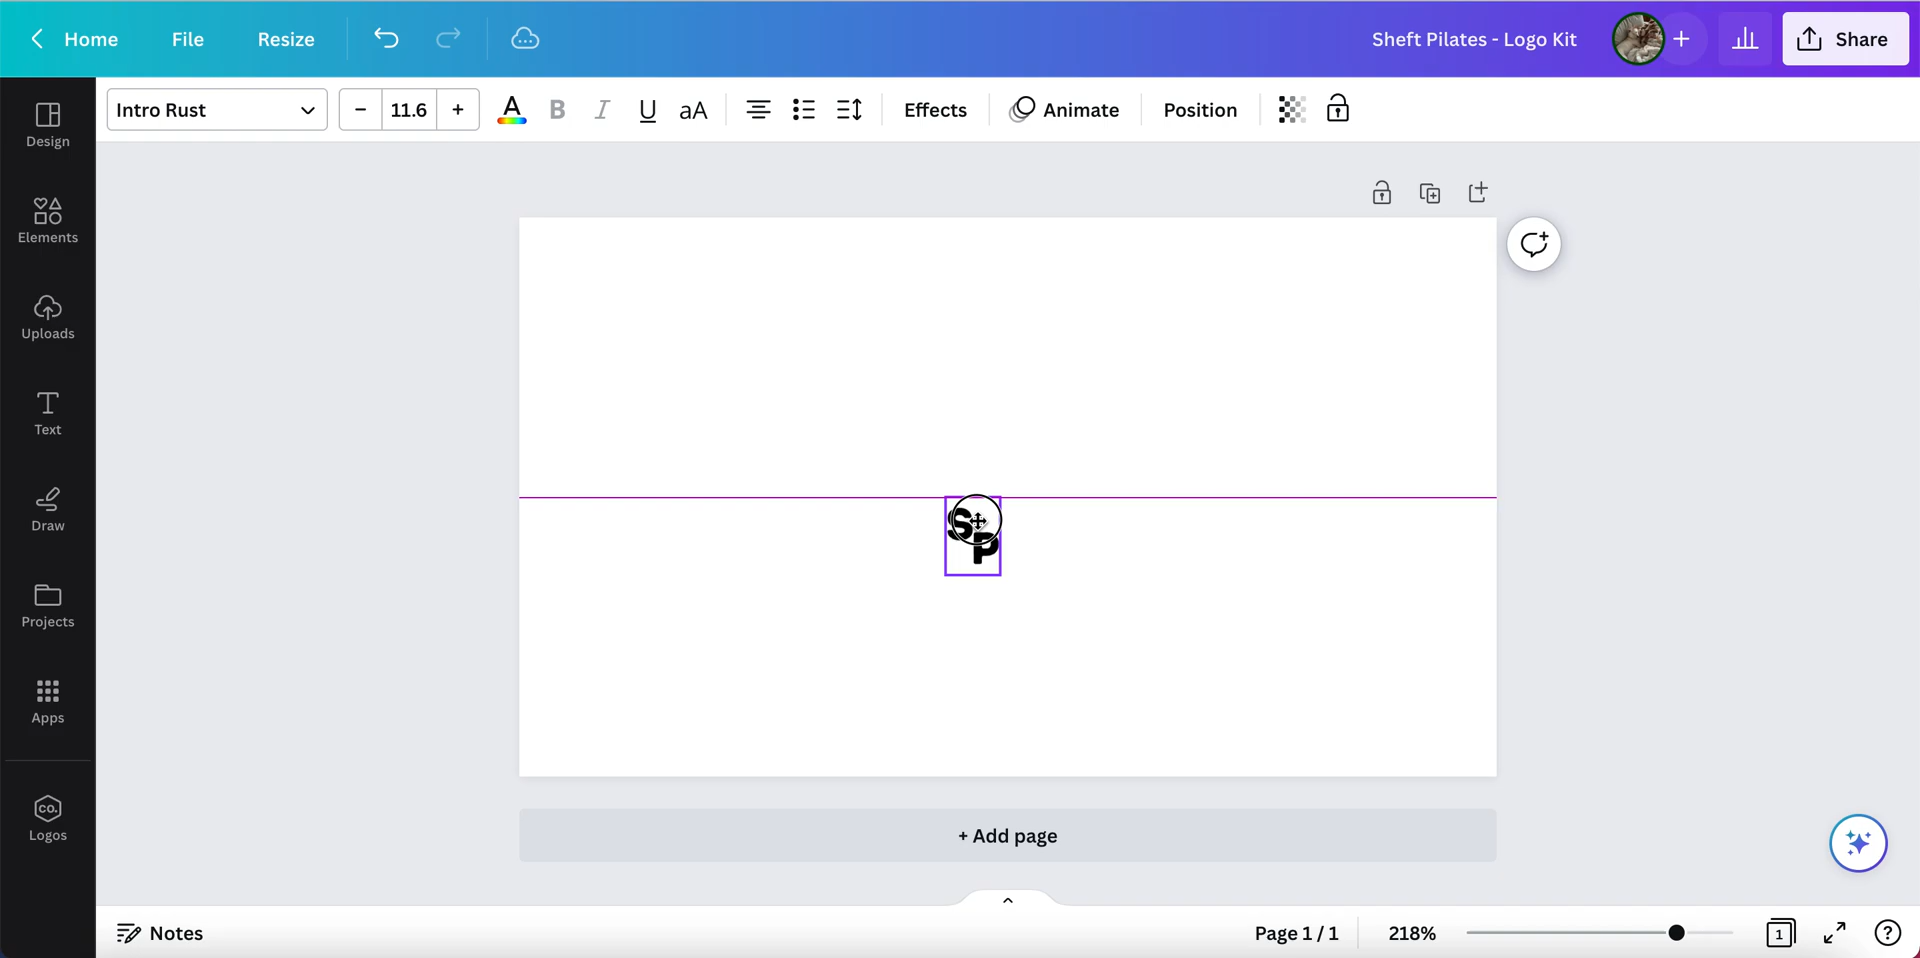 Home File Resize Sheft Pilates - Logo Kit + Share
Intro Rust − 11.6 + A B I U aA Effects Animate Position
Design
Elements
Uploads
Text
Draw
Projects
Apps
CO.
Logos
S
P
+ Add page
Notes Page 1 / 1 218% 1 ?